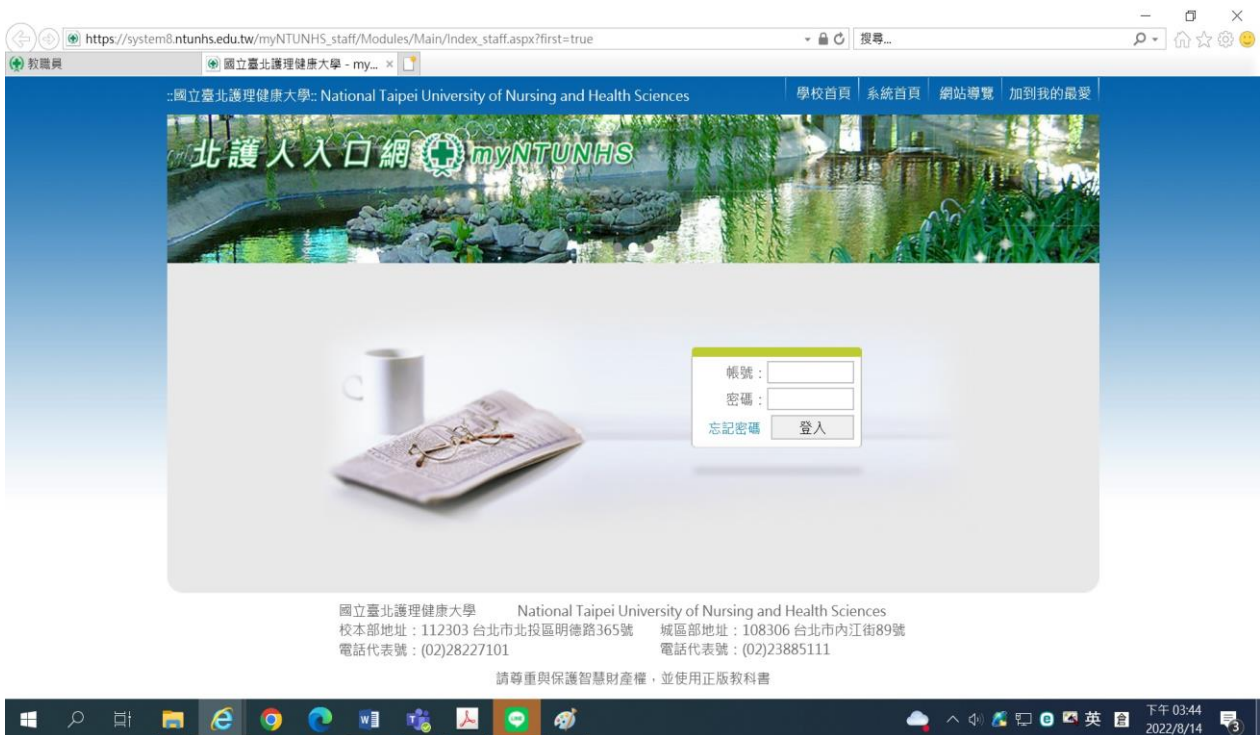 https://system8.ntunhs.edu.tw/myNTUNHS_staff/Modules/Main/Index_staff.aspx?first=true
搜尋...
教職員
國立臺北護理健康大學 - my...
::國立臺北護理健康大學:: National Taipei University of Nursing and Health Sciences
學校首頁 系統首頁 網站導覽 加到我的最愛
北護人入口網 myNTUNHS
帳號：
密碼：
忘記密碼 登入
國立臺北護理健康大學 National Taipei University of Nursing and Health Sciences
校本部地址：112303 台北市北投區明德路365號 城區部地址：108306 台北市內江街89號
電話代表號：(02)28227101 電話代表號：(02)23885111
請尊重與保護智慧財產權，並使用正版教科書
英 倉 下午 03:44
2022/8/14 3